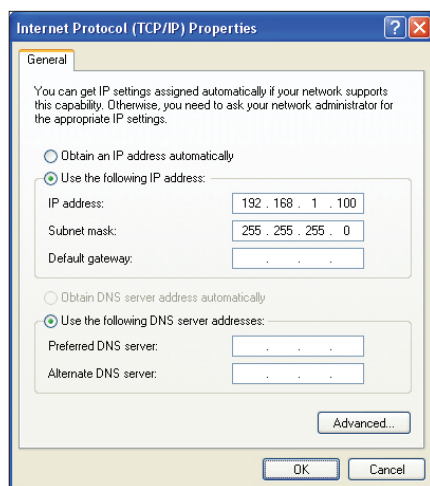 Internet Protocol (TCP/IP) Properties
General
You can get IP settings assigned automatically if your network supports
this capability. Otherwise, you need to ask your network administrator for
the appropriate IP settings.
Obtain an IP address automatically
Use the following IP address:
IP address: 192 . 168 . 1 . 100
Subnet mask: 255 . 255 . 255 . 0
Default gateway: . . .
Obtain DNS server address automatically
Use the following DNS server addresses:
Preferred DNS server: . . .
Alternate DNS server: . . .
Advanced...
OK Cancel